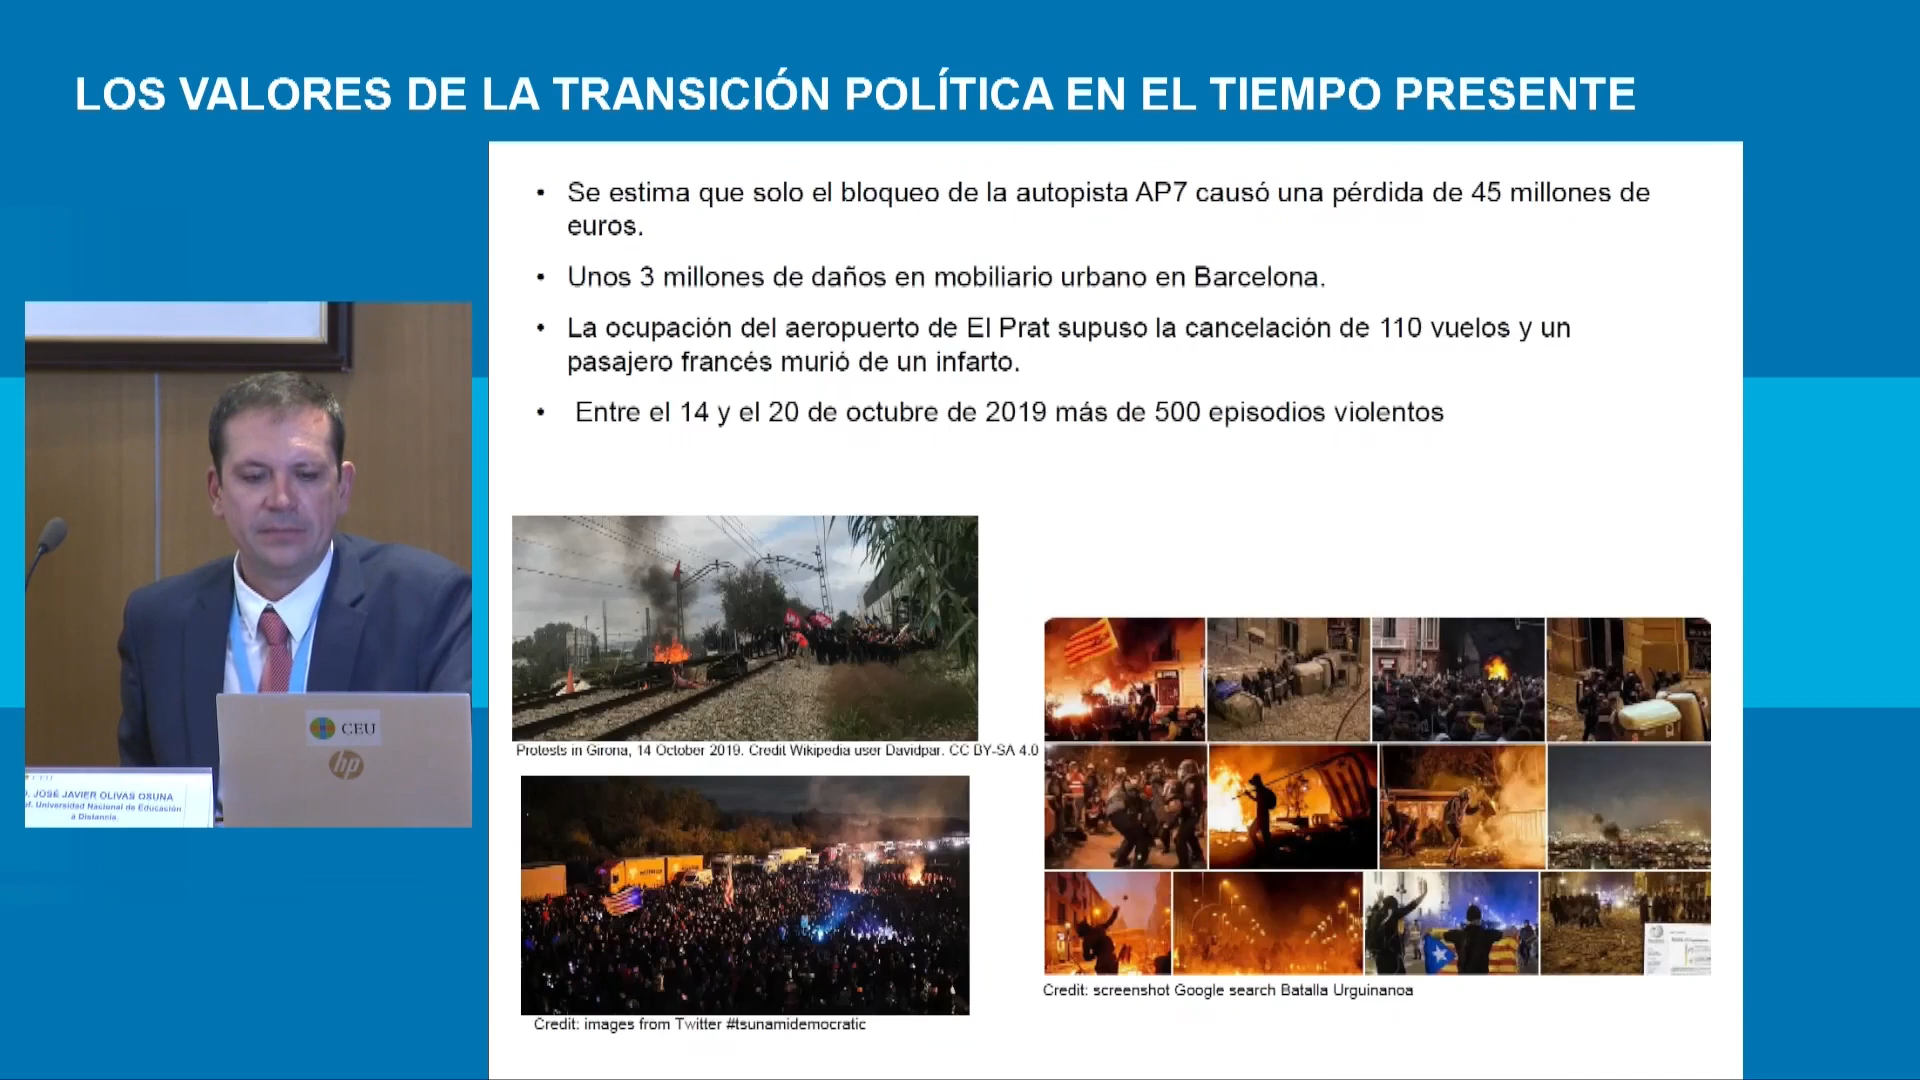 LOS VALORES DE LA TRANSICIÓN POLÍTICA EN EL TIEMPO PRESENTE
• Se estima que solo el bloqueo de la autopista AP7 causó una pérdida de 45 millones de
euros.
• Unos 3 millones de daños en mobiliario urbano en Barcelona.
• La ocupación del aeropuerto de El Prat supuso la cancelación de 110 vuelos y un
pasajero francés murió de un infarto.
• Entre el 14 y el 20 de octubre de 2019 más de 500 episodios violentos
CEU
hp
. JOSÉ JAVIER OLIVAS OSUNA
f. Universidad Nacional de Educación
a Distancia.
Protests in Girona, 14 October 2019. Credit Wikipedia user Davidpar. CC BY-SA 4.0
Credit: screenshot Google search Batalla Urguinanoa
Credit: images from Twitter #tsunamidemocratic